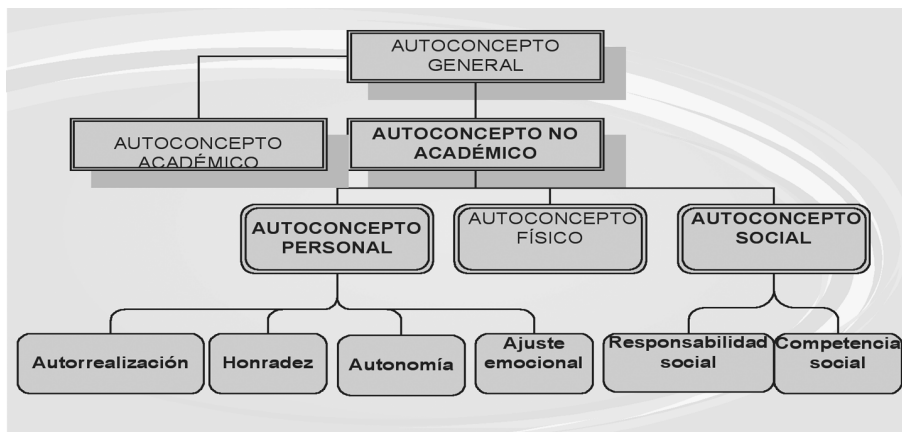 AUTOCONCEPTO
GENERAL
AUTOCONCEPTO
ACADÉMICO
AUTOCONCEPTO NO
ACADÉMICO
AUTOCONCEPTO
PERSONAL
AUTOCONCEPTO
FÍSICO
AUTOCONCEPTO
SOCIAL
Autorrealización
Honradez
Autonomía
Ajuste
emocional
Responsabilidad
social
Competencia
social